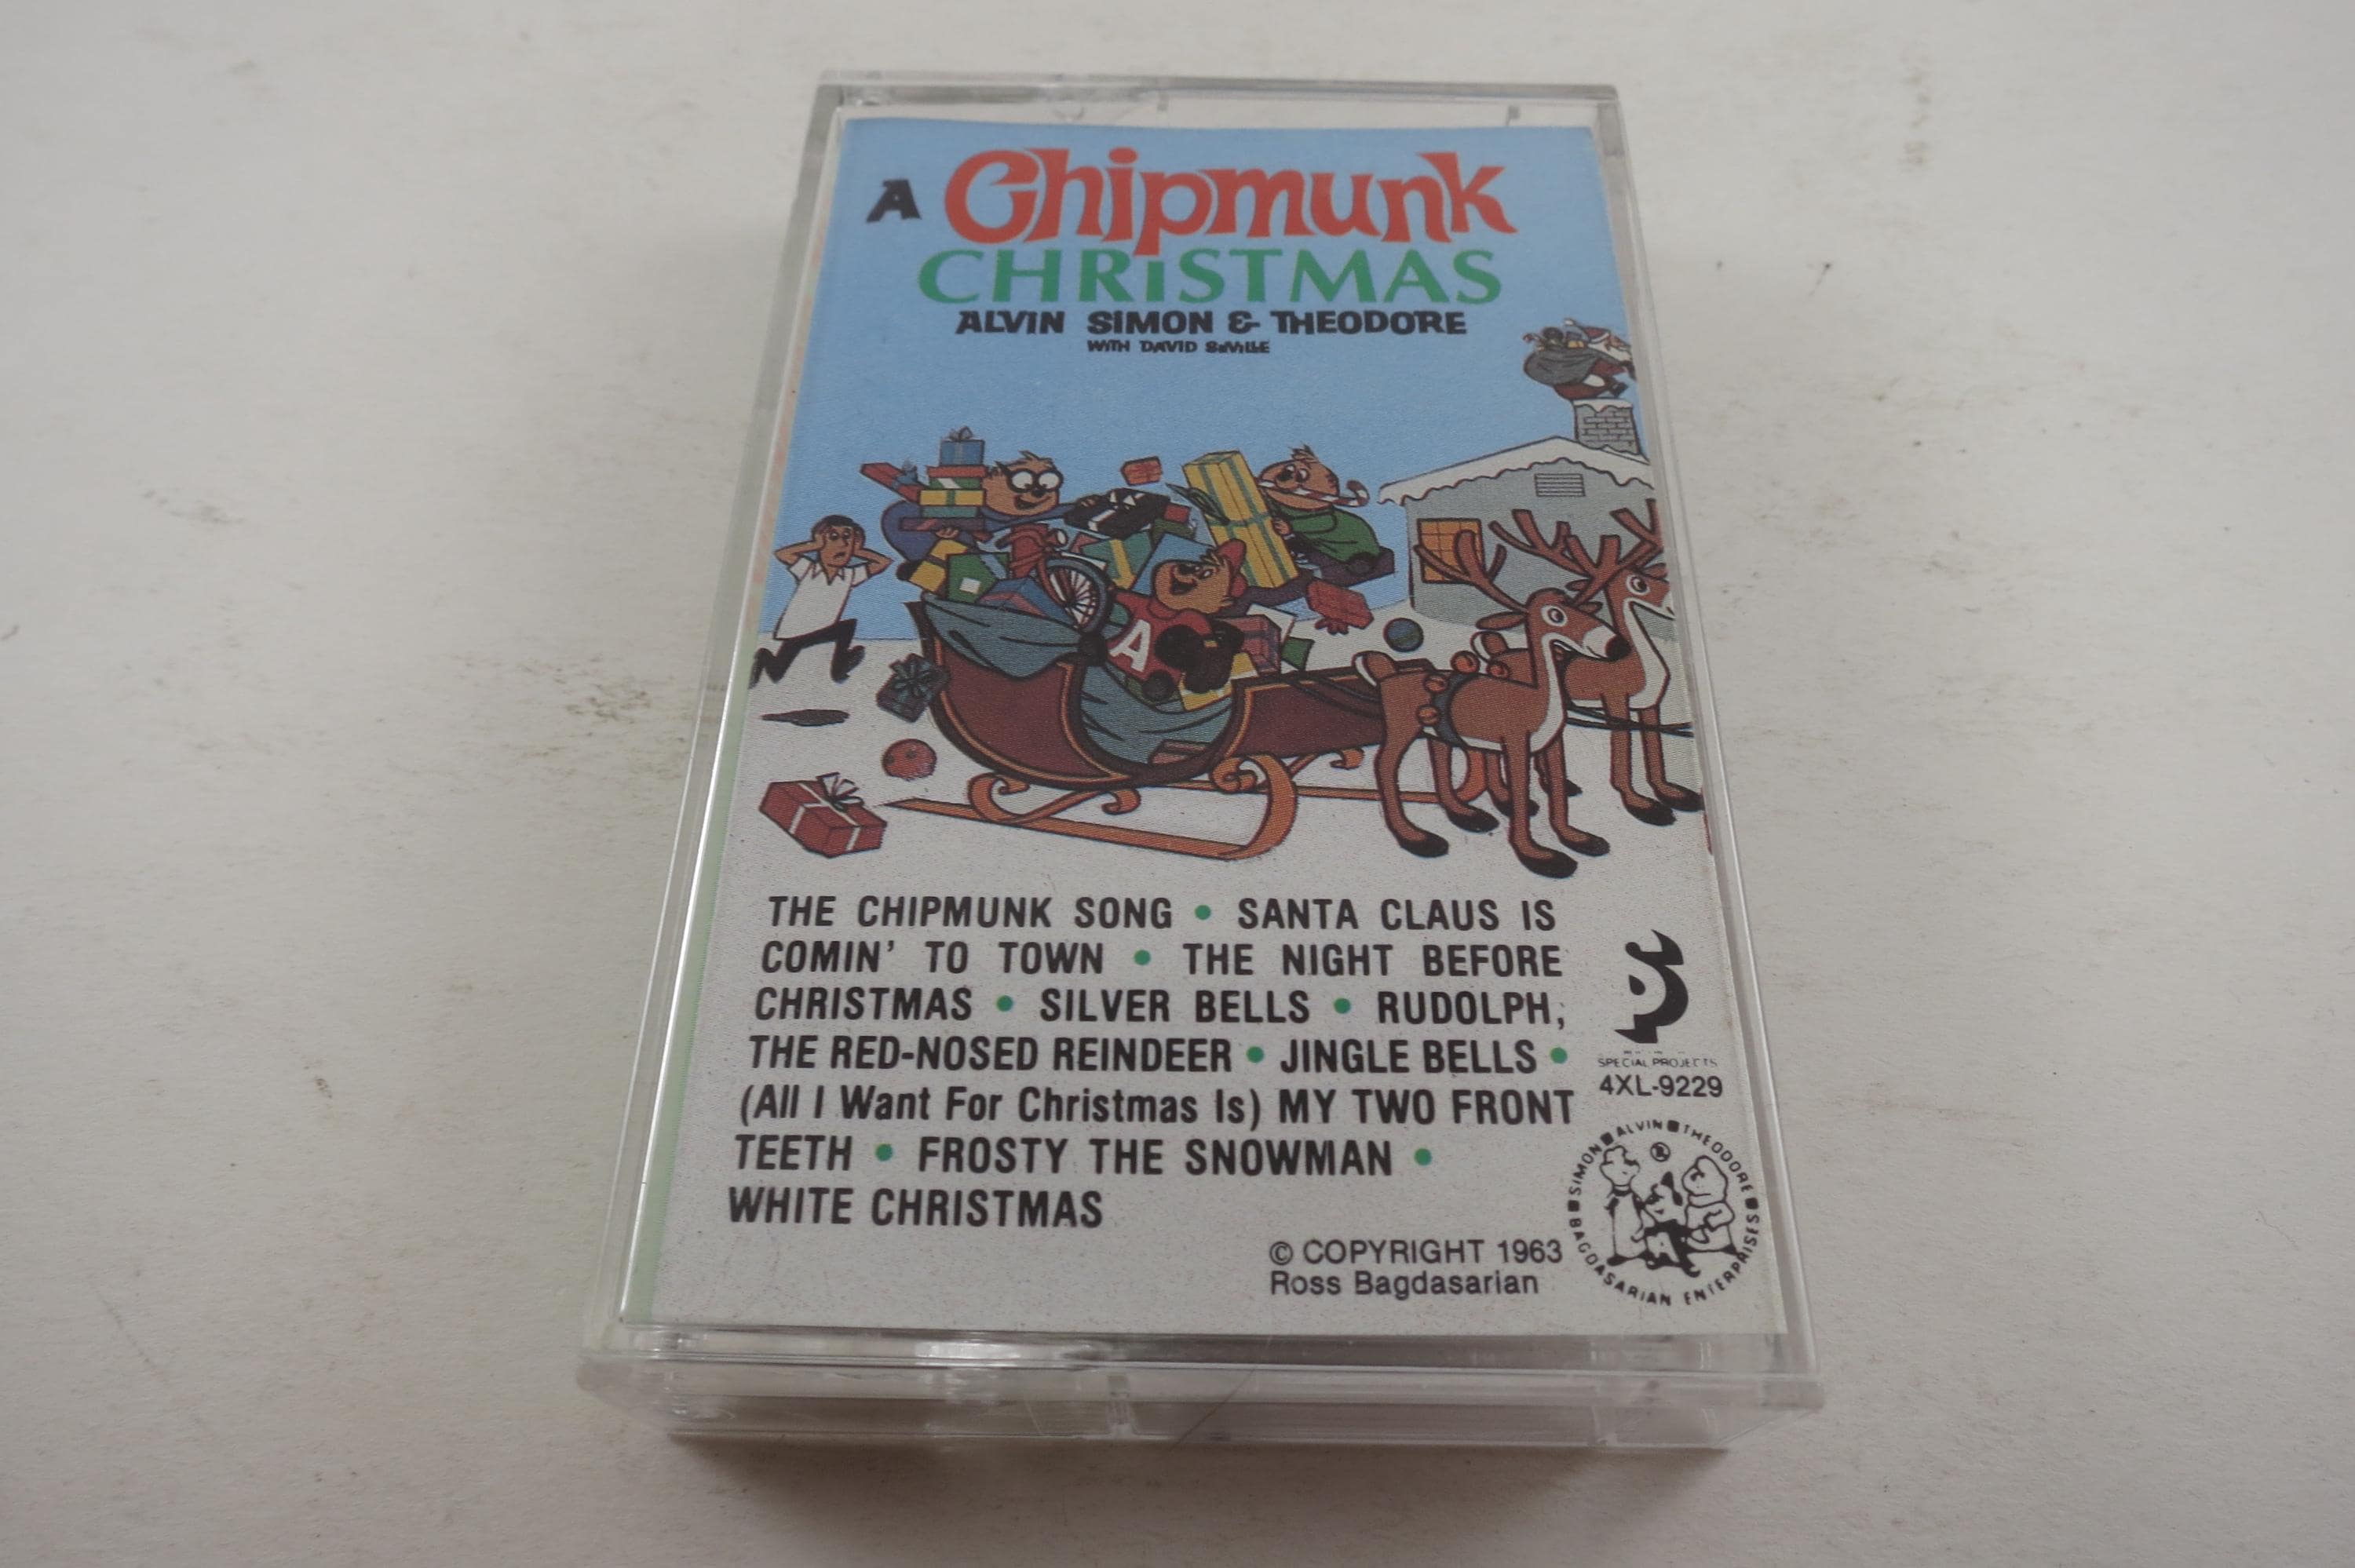 A Chipmunk
CHRiSTMAS
ALViN SiMON & THEODORE
WiTH DAVID SEViLLE
A
THE CHIPMUNK SONG • SANTA CLAUS IS
COMIN' TO TOWN • THE NIGHT BEFORE
CHRISTMAS • SILVER BELLS • RUDOLPH,
THE RED-NOSED REINDEER • JINGLE BELLS •
(All I Want For Christmas Is) MY TWO FRONT
TEETH • FROSTY THE SNOWMAN •
WHITE CHRISTMAS
SPECIAL PROJECTS
4XL-9229
SIMON ALVIN THEODORE
BAGDASARIAN ENTERPRISES
®
© COPYRIGHT 1963
Ross Bagdasarian